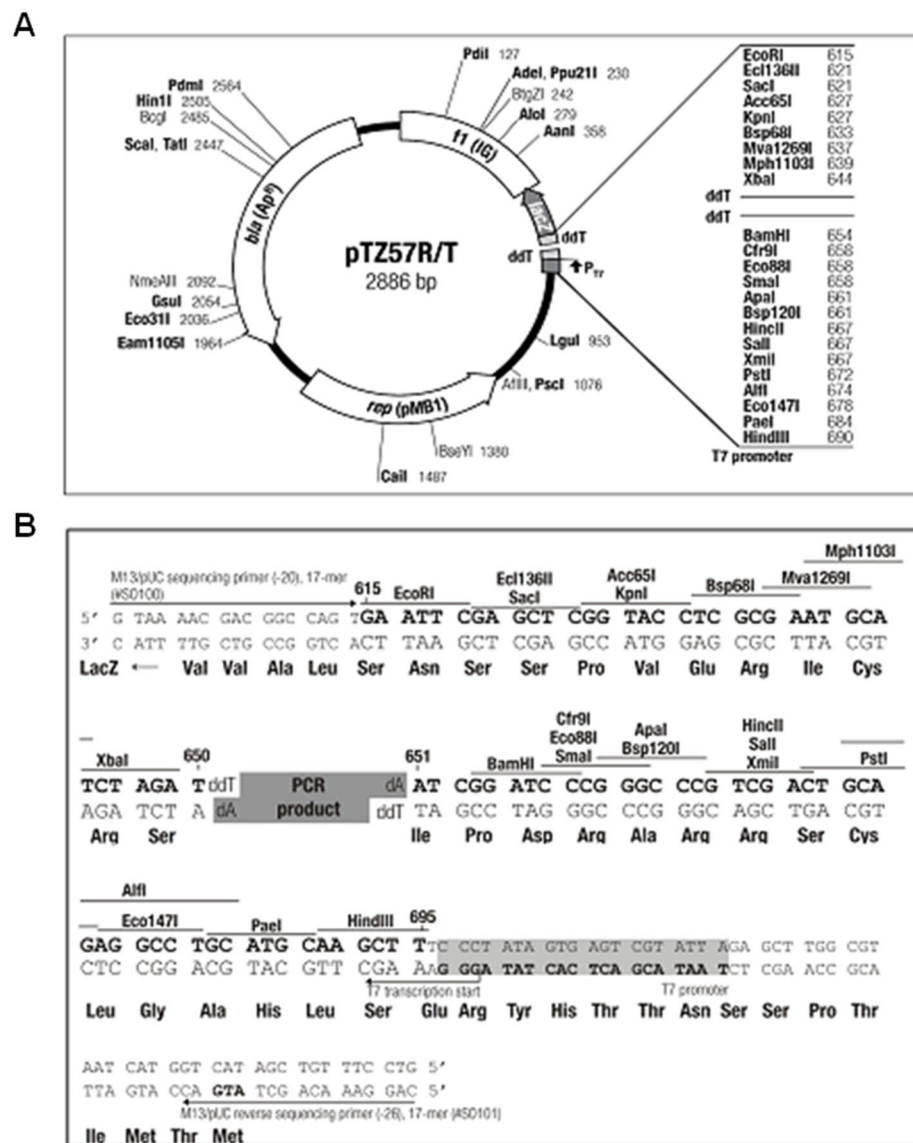 A
PdiI 127
AdeI, Ppu21I 230
BtgZI 242
AloI 279
AanI 358
PdmI 2564
Hin1I 2505
BcgI 2485
ScaI, TatI 2447
f1 (IG)
bla (ApR)
lacZ
ddT
ddT
pTZ57R/T
2886 bp
NmeAIII 2092
GsuI 2054
Eco31I 2036
Eam1105I 1964
LguI 953
AflIII, PscI 1076
rep (pMB1)
BseYI 1380
CaiI 1487
EcoRI 615
Ecl136II 621
SacI 621
Acc65I 627
KpnI 627
Bsp68I 633
Mva1269I 637
Mph1103I 639
XbaI 644
ddT
ddT
BamHI 654
Cfr9I 658
Eco88I 658
SmaI 658
ApaI 661
Bsp120I 661
HincII 667
SalI 667
XmiI 667
PstI 672
AlfI 674
Eco147I 678
PaeI 684
HindIII 690
T7 promoter
B
Mph1103I
M13/pUC sequencing primer (-20), 17-mer
(#SO100)
615 EcoRI
Ecl136II
SacI
Acc65I
KpnI
Bsp68I
Mva1269I
5' G TAA AAC GAC GGC CAG TGA ATT CGA GCT CGG TAC CTC GCG AAT GCA
3' C ATT TTG CTG CCG GTC ACT TAA GCT CGA GCC ATG GAG CGC TTA CGT
LacZ ← Val Val Ala Leu Ser Asn Ser Ser Pro Val Glu Arg Ile Cys
XbaI 650
651 BamHI
Cfr9I
Eco88I
SmaI
ApaI
Bsp120I
HincII
SalI
XmiI
PstI
TCT AGA T ddT PCR dA AT CGG ATC CCG GGC CCG TCG ACT GCA
AGA TCT A dA product ddT TA GCC TAG GGC CCG GGC AGC TGA CGT
Arg Ser Ile Pro Asp Arg Ala Arg Arg Ser Cys
AlfI
Eco147I PaeI HindIII 695
GAG GCC TGC ATG CAA GCT TTC CCT ATA GTG AGT CGT ATT AGA GCT TGG CGT
CTC CGG ACG TAC GTT CGA AAG GGA TAT CAC TCA GCA TAA TCT CGA ACC GCA
T7 transcription start T7 promoter
Leu Gly Ala His Leu Ser Glu Arg Tyr His Thr Thr Asn Ser Ser Pro Thr
AAT CAT GGT CAT AGC TGT TTC CTG 5'
TTA GTA CCA GTA TCG ACA AAG GAC 5'
M13/pUC reverse sequencing primer (-26), 17-mer (#SO101)
Ile Met Thr Met